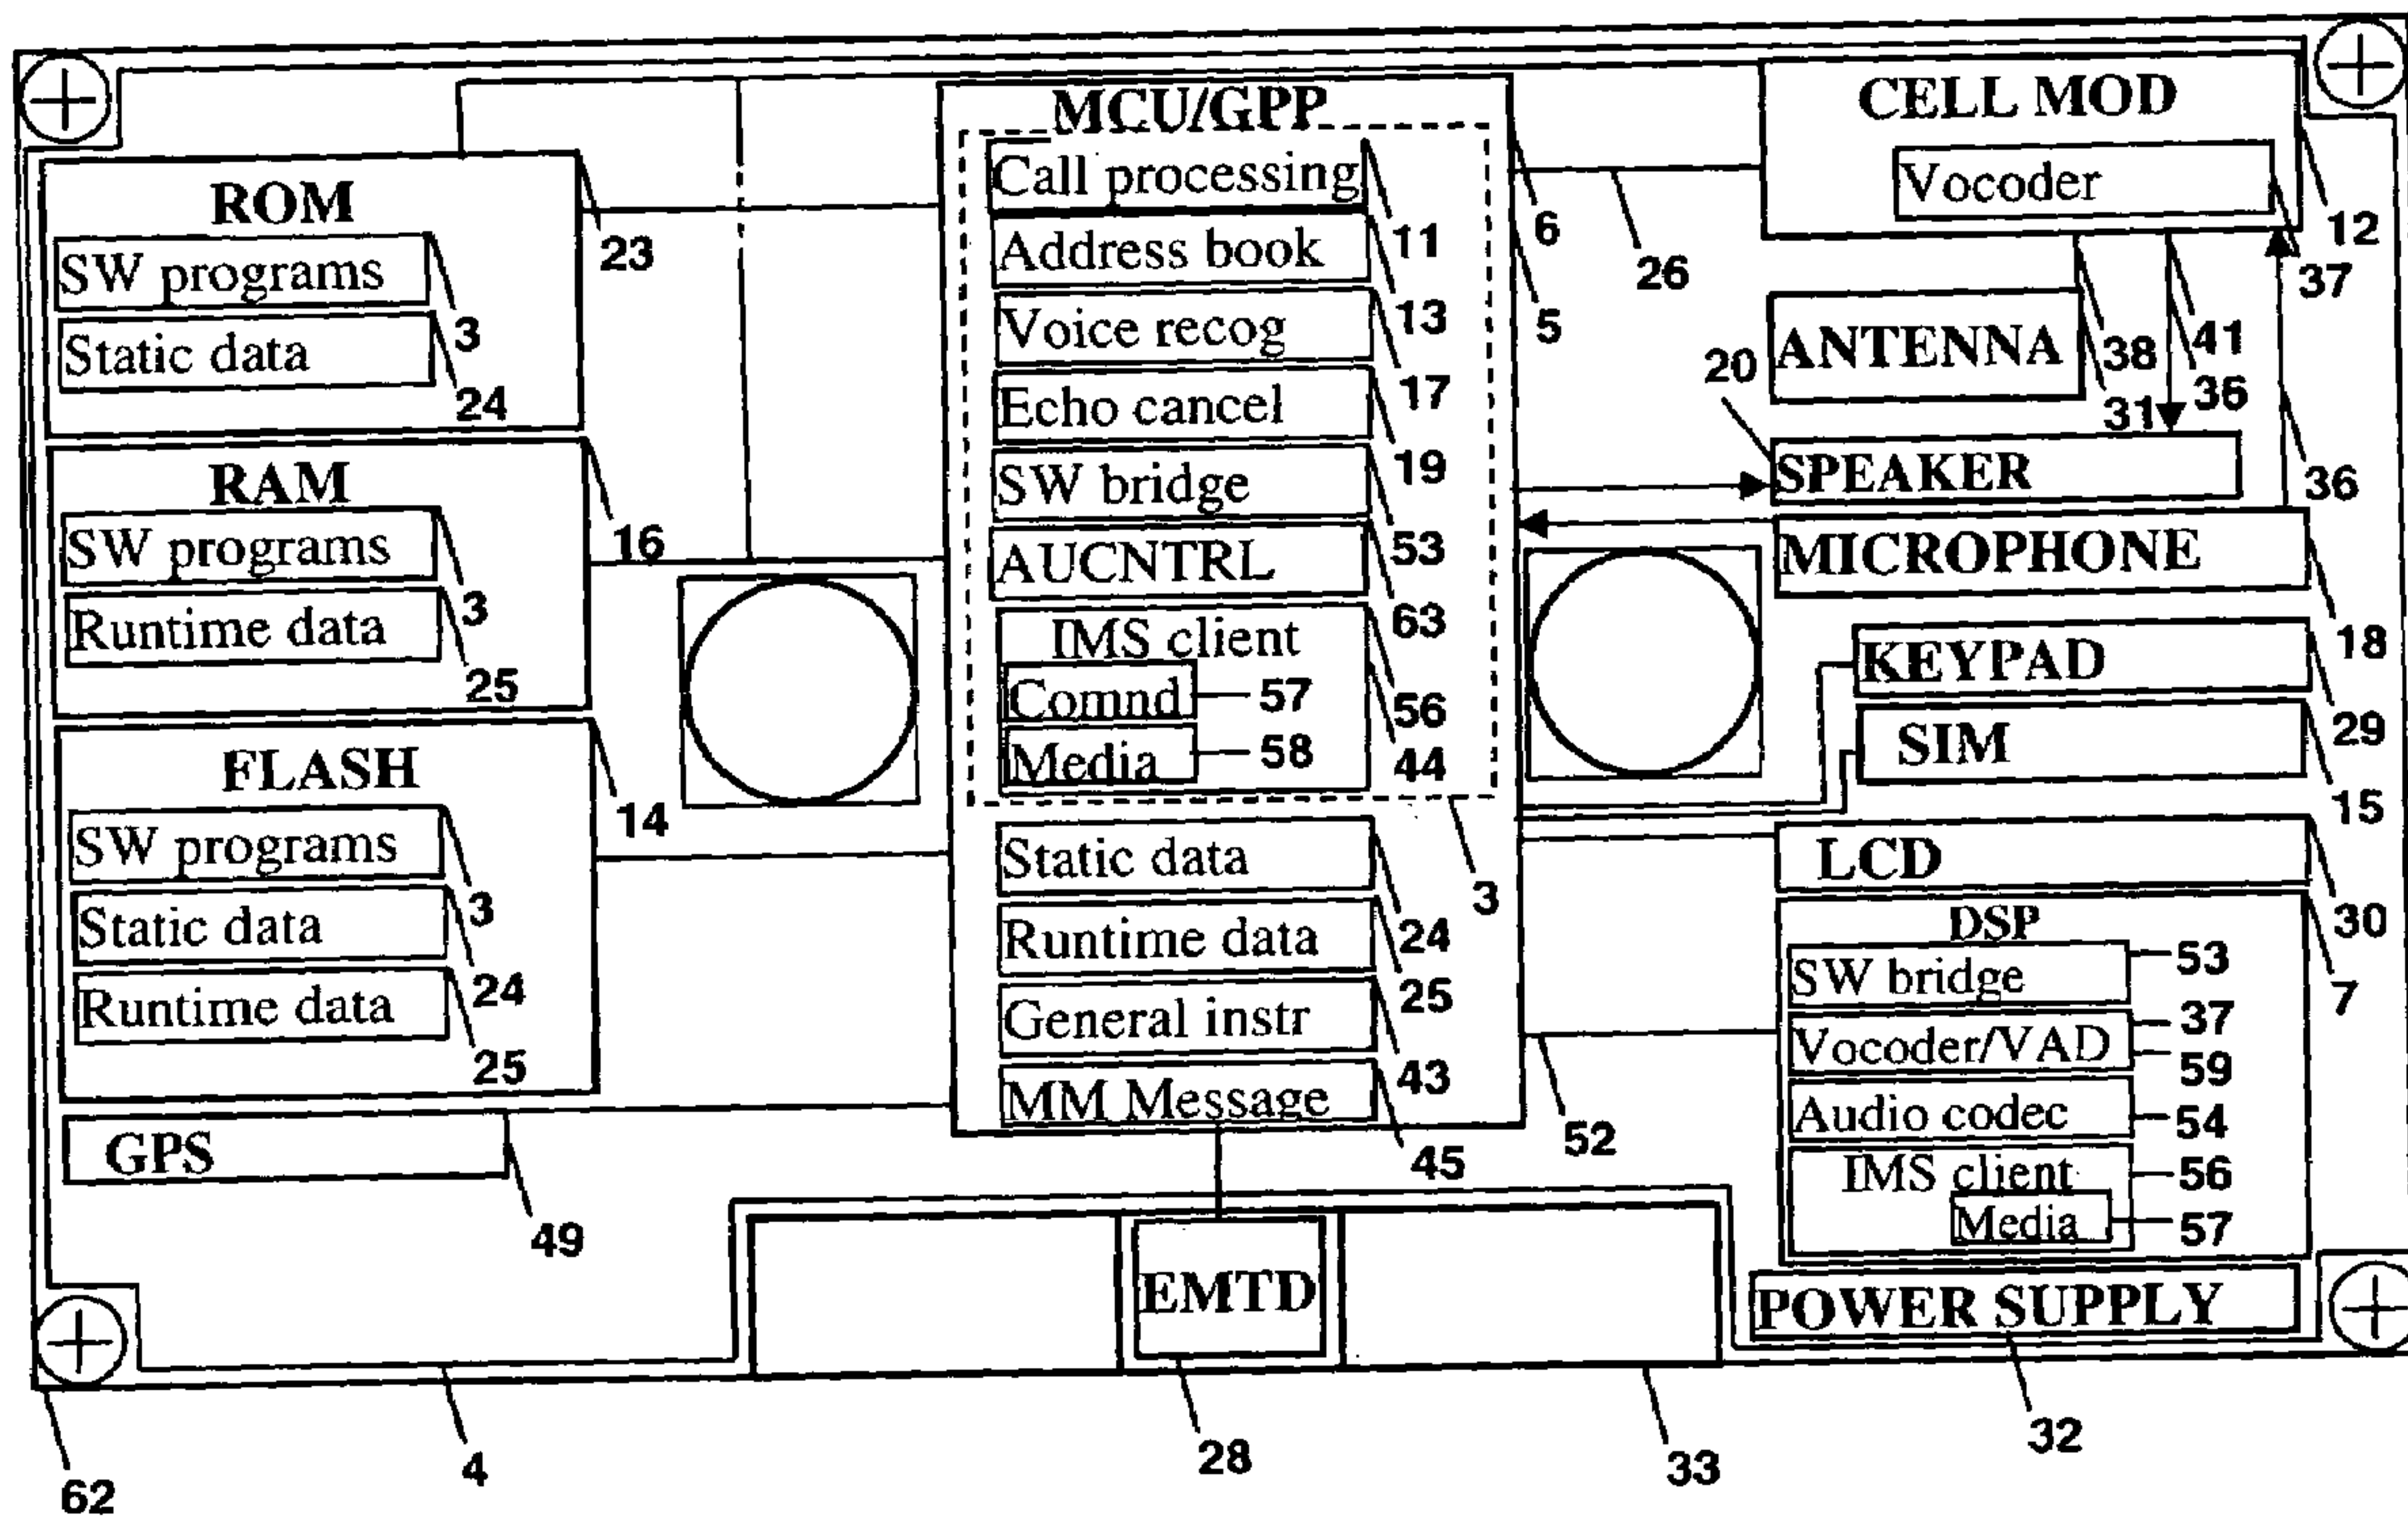 MCU/GPP
Call processing
11
Address book
13
Voice recog
17
Echo cancel
19
SW bridge
53
AUCNTRL
63
IMS client
56
Comnd
57
Media
58
44
3
Static data
24
Runtime data
25
General instr
43
MM Message
45
6
5
26
ROM
23
SW programs
3
Static data
24
RAM
16
SW programs
3
Runtime data
25
FLASH
14
SW programs
3
Static data
24
Runtime data
25
GPS
49
CELL MOD
Vocoder
12
37
ANTENNA
38
31
41
36
20
SPEAKER
36
MICROPHONE
18
KEYPAD
29
SIM
15
LCD
30
DSP
7
SW bridge
53
Vocoder/VAD
37
59
Audio codec
54
IMS client
56
Media
57
52
POWER SUPPLY
32
EMTD
28
33
4
62